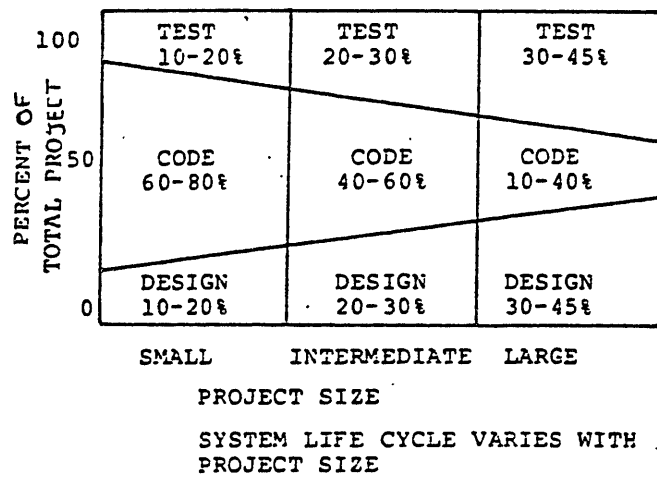 100
TEST
10-20%
TEST
20-30%
TEST
30-45%
PERCENT OF
TOTAL PROJECT
50
CODE
60-80%
CODE
40-60%
CODE
10-40%
0
DESIGN
10-20%
DESIGN
20-30%
DESIGN
30-45%
SMALL INTERMEDIATE LARGE
PROJECT SIZE
SYSTEM LIFE CYCLE VARIES WITH
PROJECT SIZE